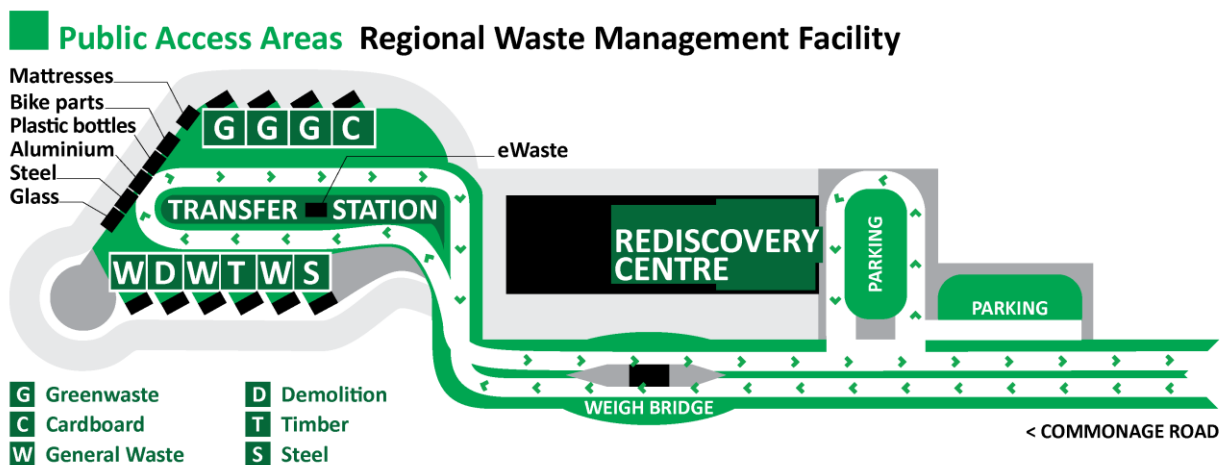 Public Access Areas Regional Waste Management Facility
Mattresses
Bike parts
Plastic bottles
Aluminium
Steel
Glass
G G G C
eWaste
TRANSFER STATION
W D W T W S
REDISCOVERY
CENTRE
PARKING
PARKING
WEIGH BRIDGE
< COMMONAGE ROAD
G Greenwaste
C Cardboard
W General Waste
D Demolition
T Timber
S Steel